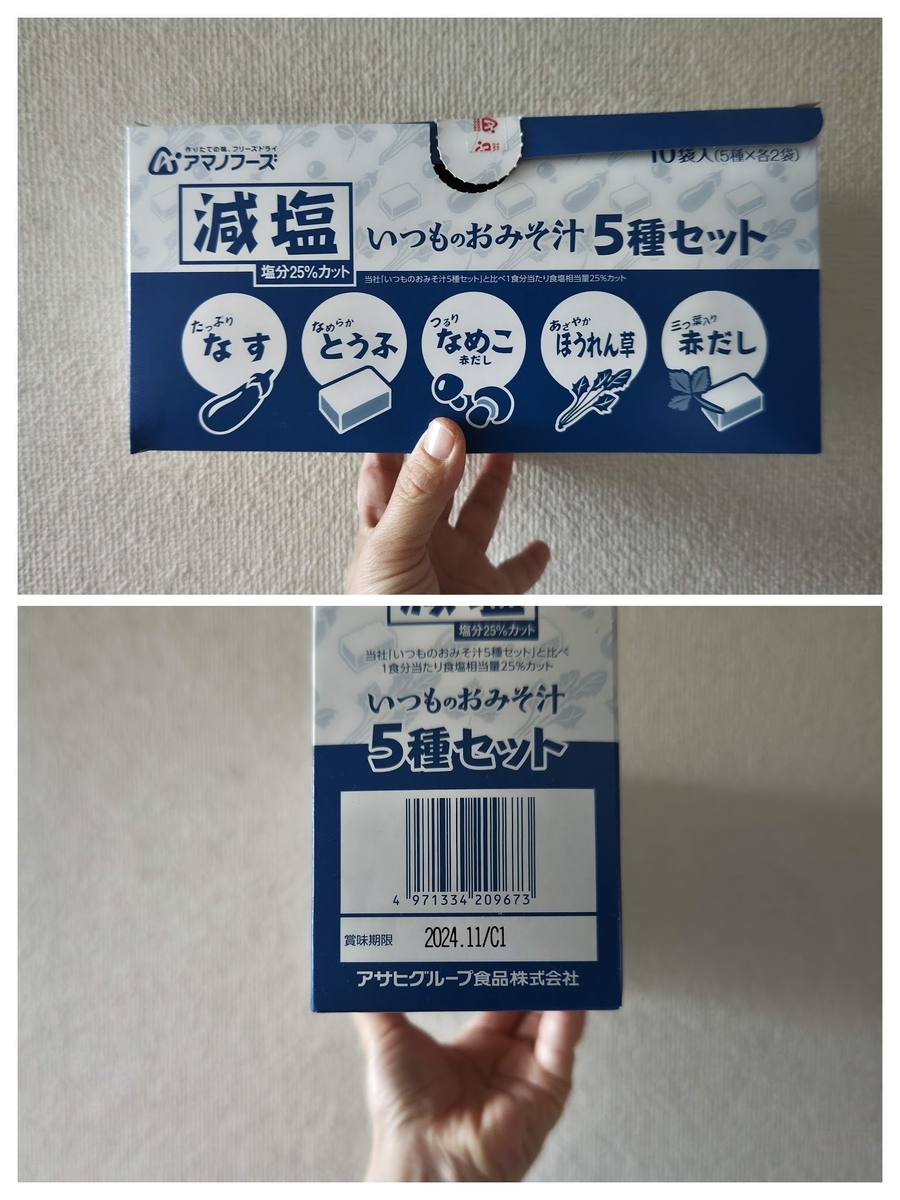 作りたての味、フリーズドライ
アマノフーズ
10袋入(5種×各2袋)
減塩
塩分25%カット
いつものおみそ汁 5種セット
当社「いつものおみそ汁5種セット」と比べ1食分当たり食塩相当量25%カット
たっぷり
なす
なめらか
とうふ
つるり
なめこ
赤だし
あざやか
ほうれん草
三つ葉入り
赤だし
減塩
塩分25%カット
当社「いつものおみそ汁5種セット」と比べ
1食分当たり食塩相当量25%カット
いつものおみそ汁
5種セット
4 971334 209673
賞味期限 2024.11/C1
アサヒグループ食品株式会社